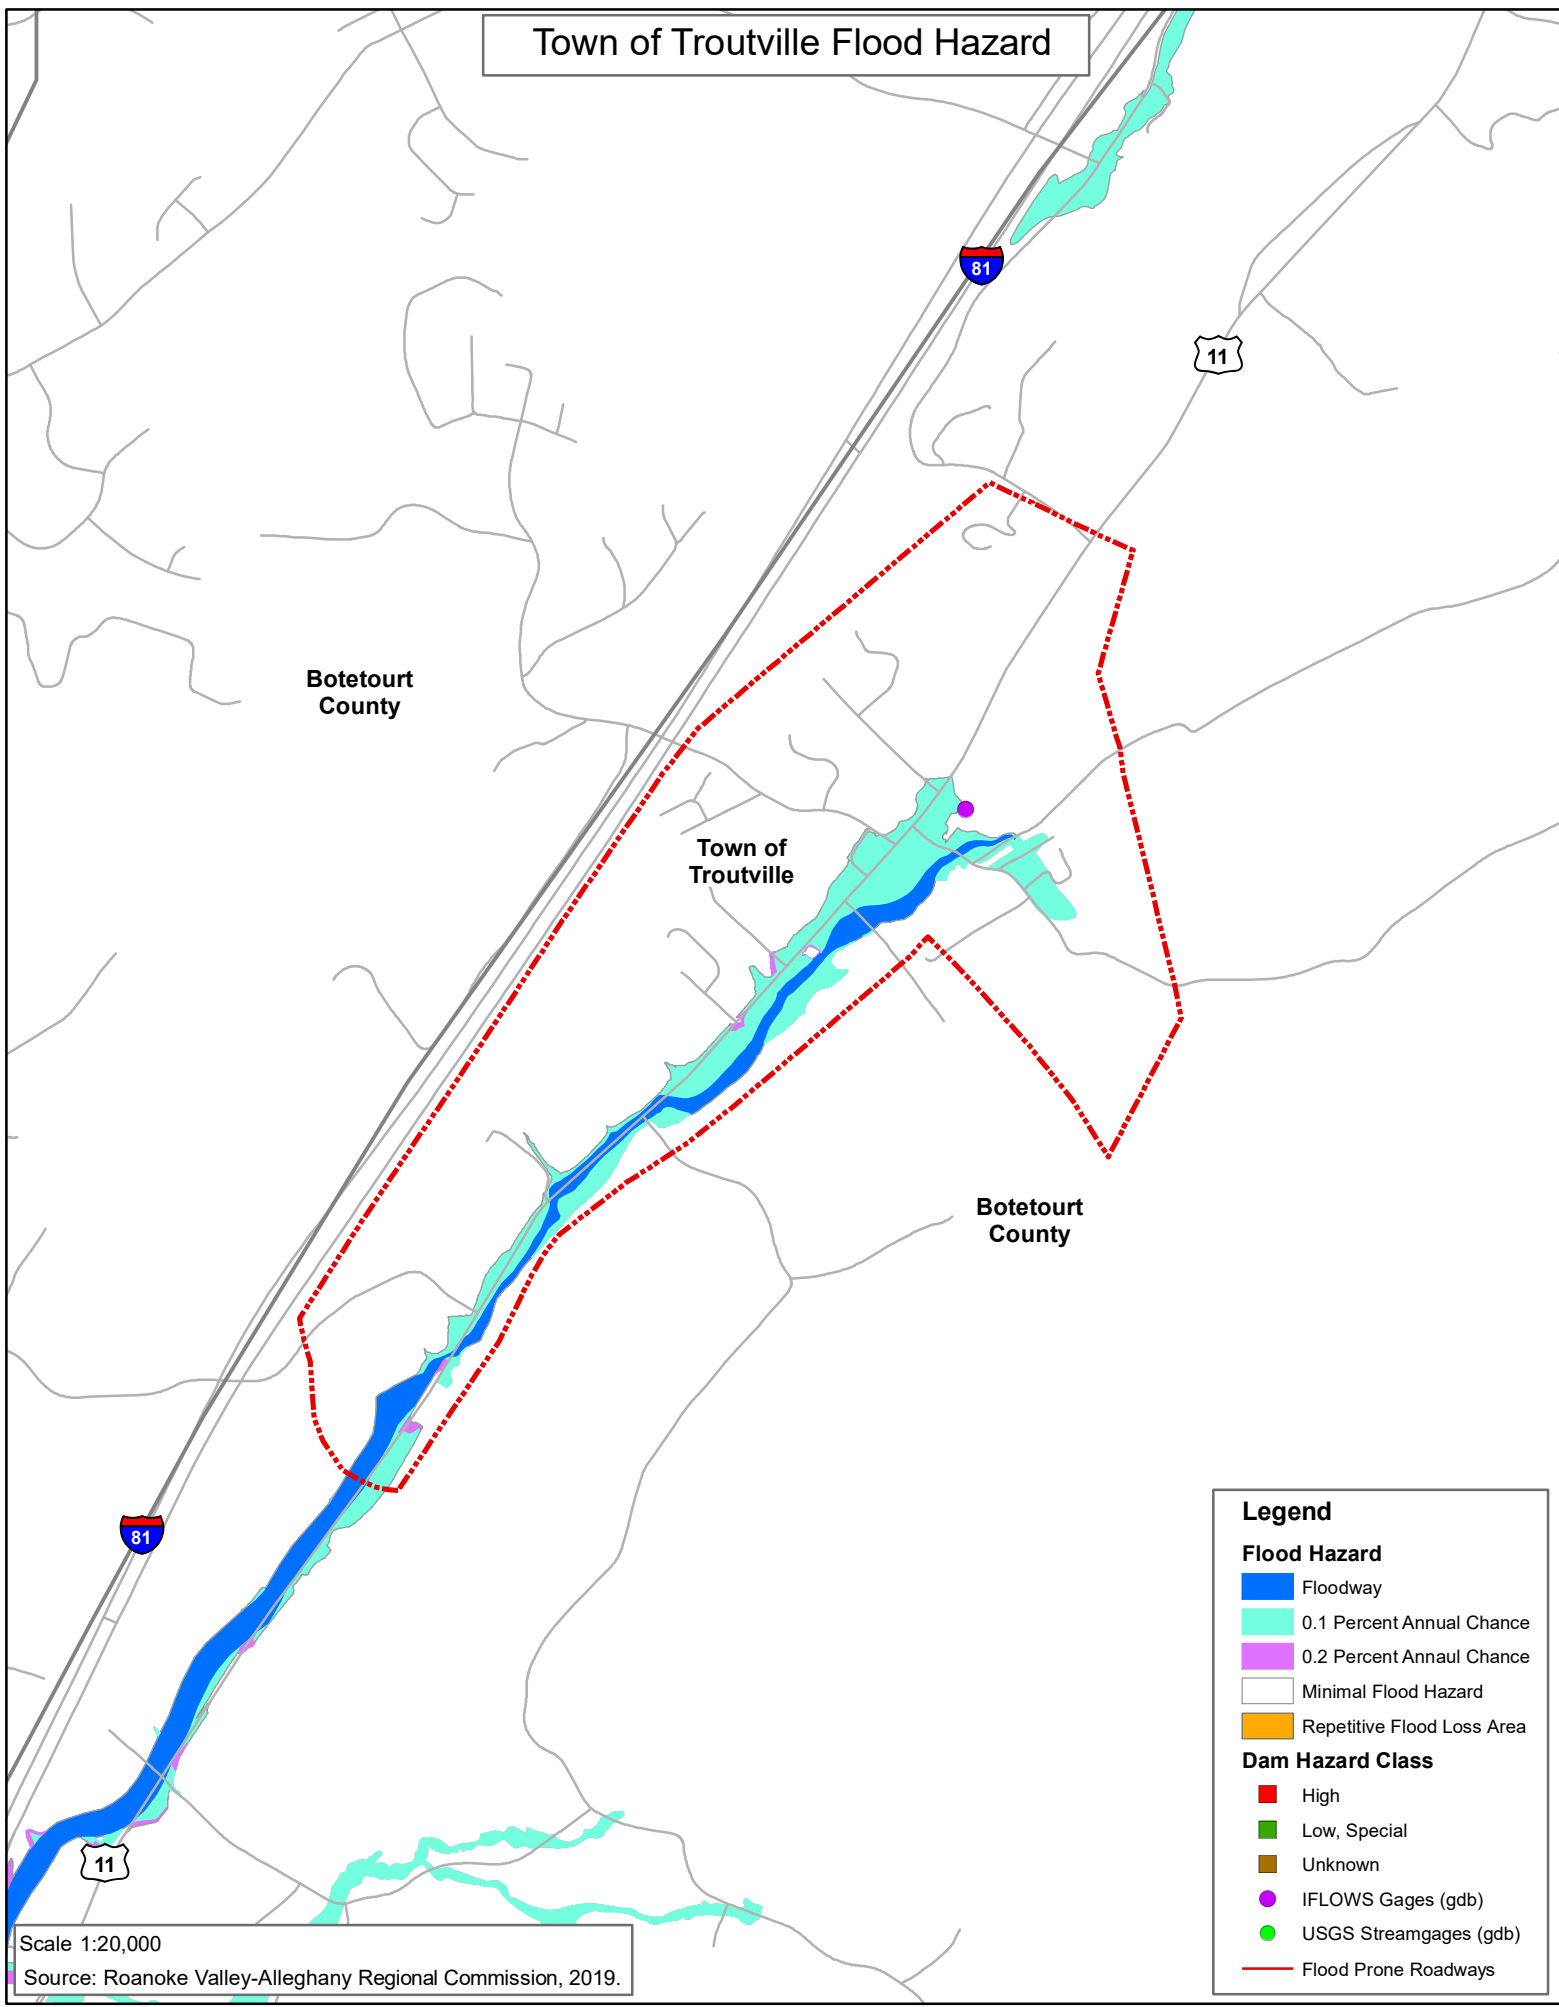 Town of Troutville Flood Hazard
81
11
Botetourt
County
Town of
Troutville
Botetourt
County
81
11
Legend
Flood Hazard
Floodway
0.1 Percent Annual Chance
0.2 Percent Annaul Chance
Minimal Flood Hazard
Repetitive Flood Loss Area
Dam Hazard Class
High
Low, Special
Unknown
IFLOWS Gages (gdb)
USGS Streamgages (gdb)
Flood Prone Roadways
Scale 1:20,000
Source: Roanoke Valley-Alleghany Regional Commission, 2019.